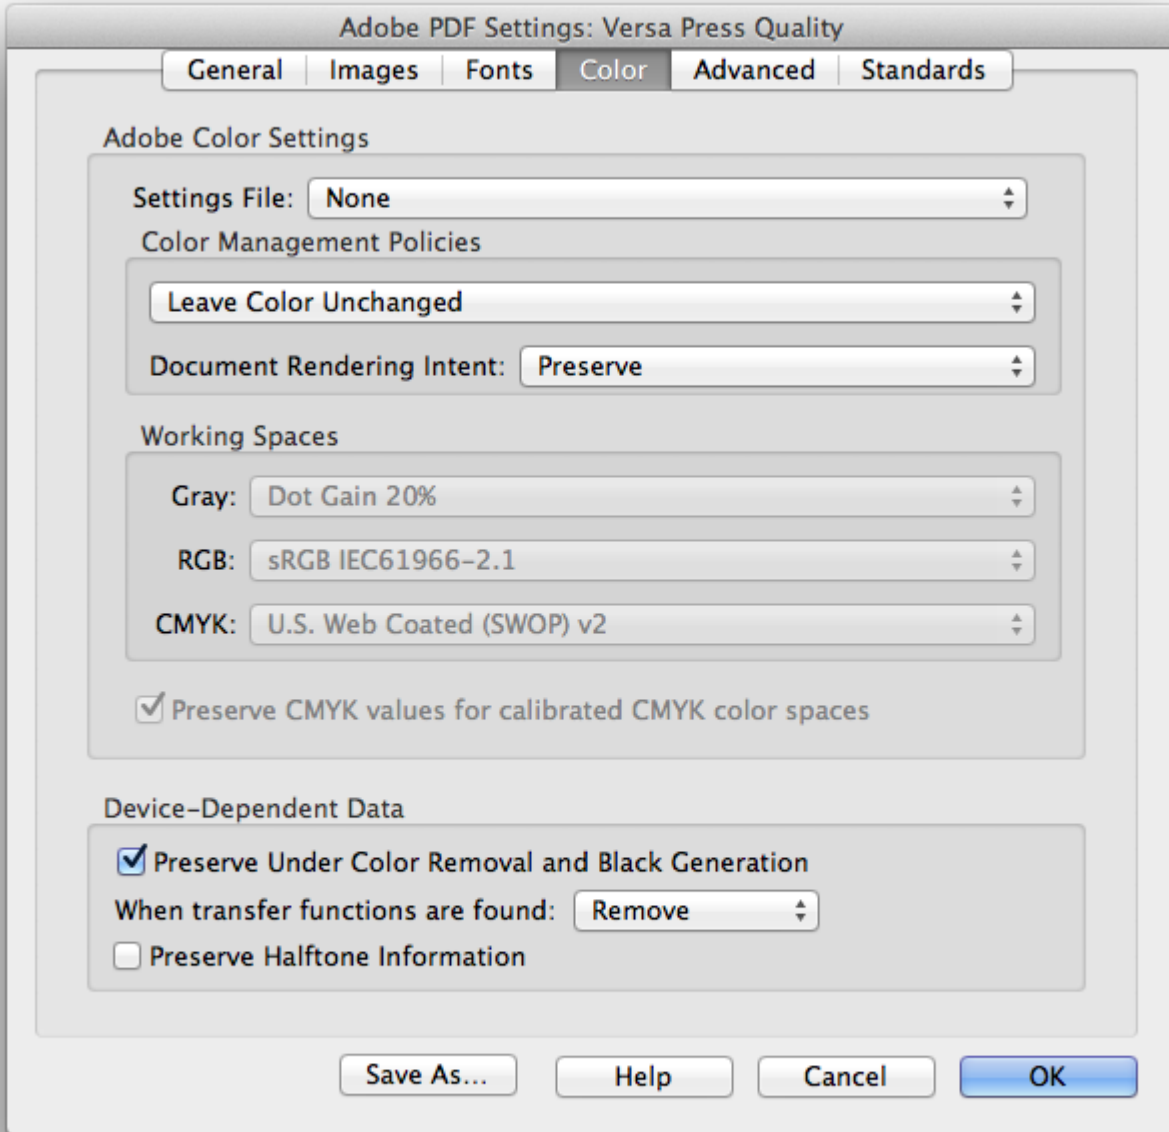 Adobe PDF Settings: Versa Press Quality
General Images Fonts Color Advanced Standards
Adobe Color Settings
Settings File: None
Color Management Policies
Leave Color Unchanged
Document Rendering Intent: Preserve
Working Spaces
Gray: Dot Gain 20%
RGB: sRGB IEC61966-2.1
CMYK: U.S. Web Coated (SWOP) v2
Preserve CMYK values for calibrated CMYK color spaces
Device-Dependent Data
Preserve Under Color Removal and Black Generation
When transfer functions are found: Remove
Preserve Halftone Information
Save As... Help Cancel OK